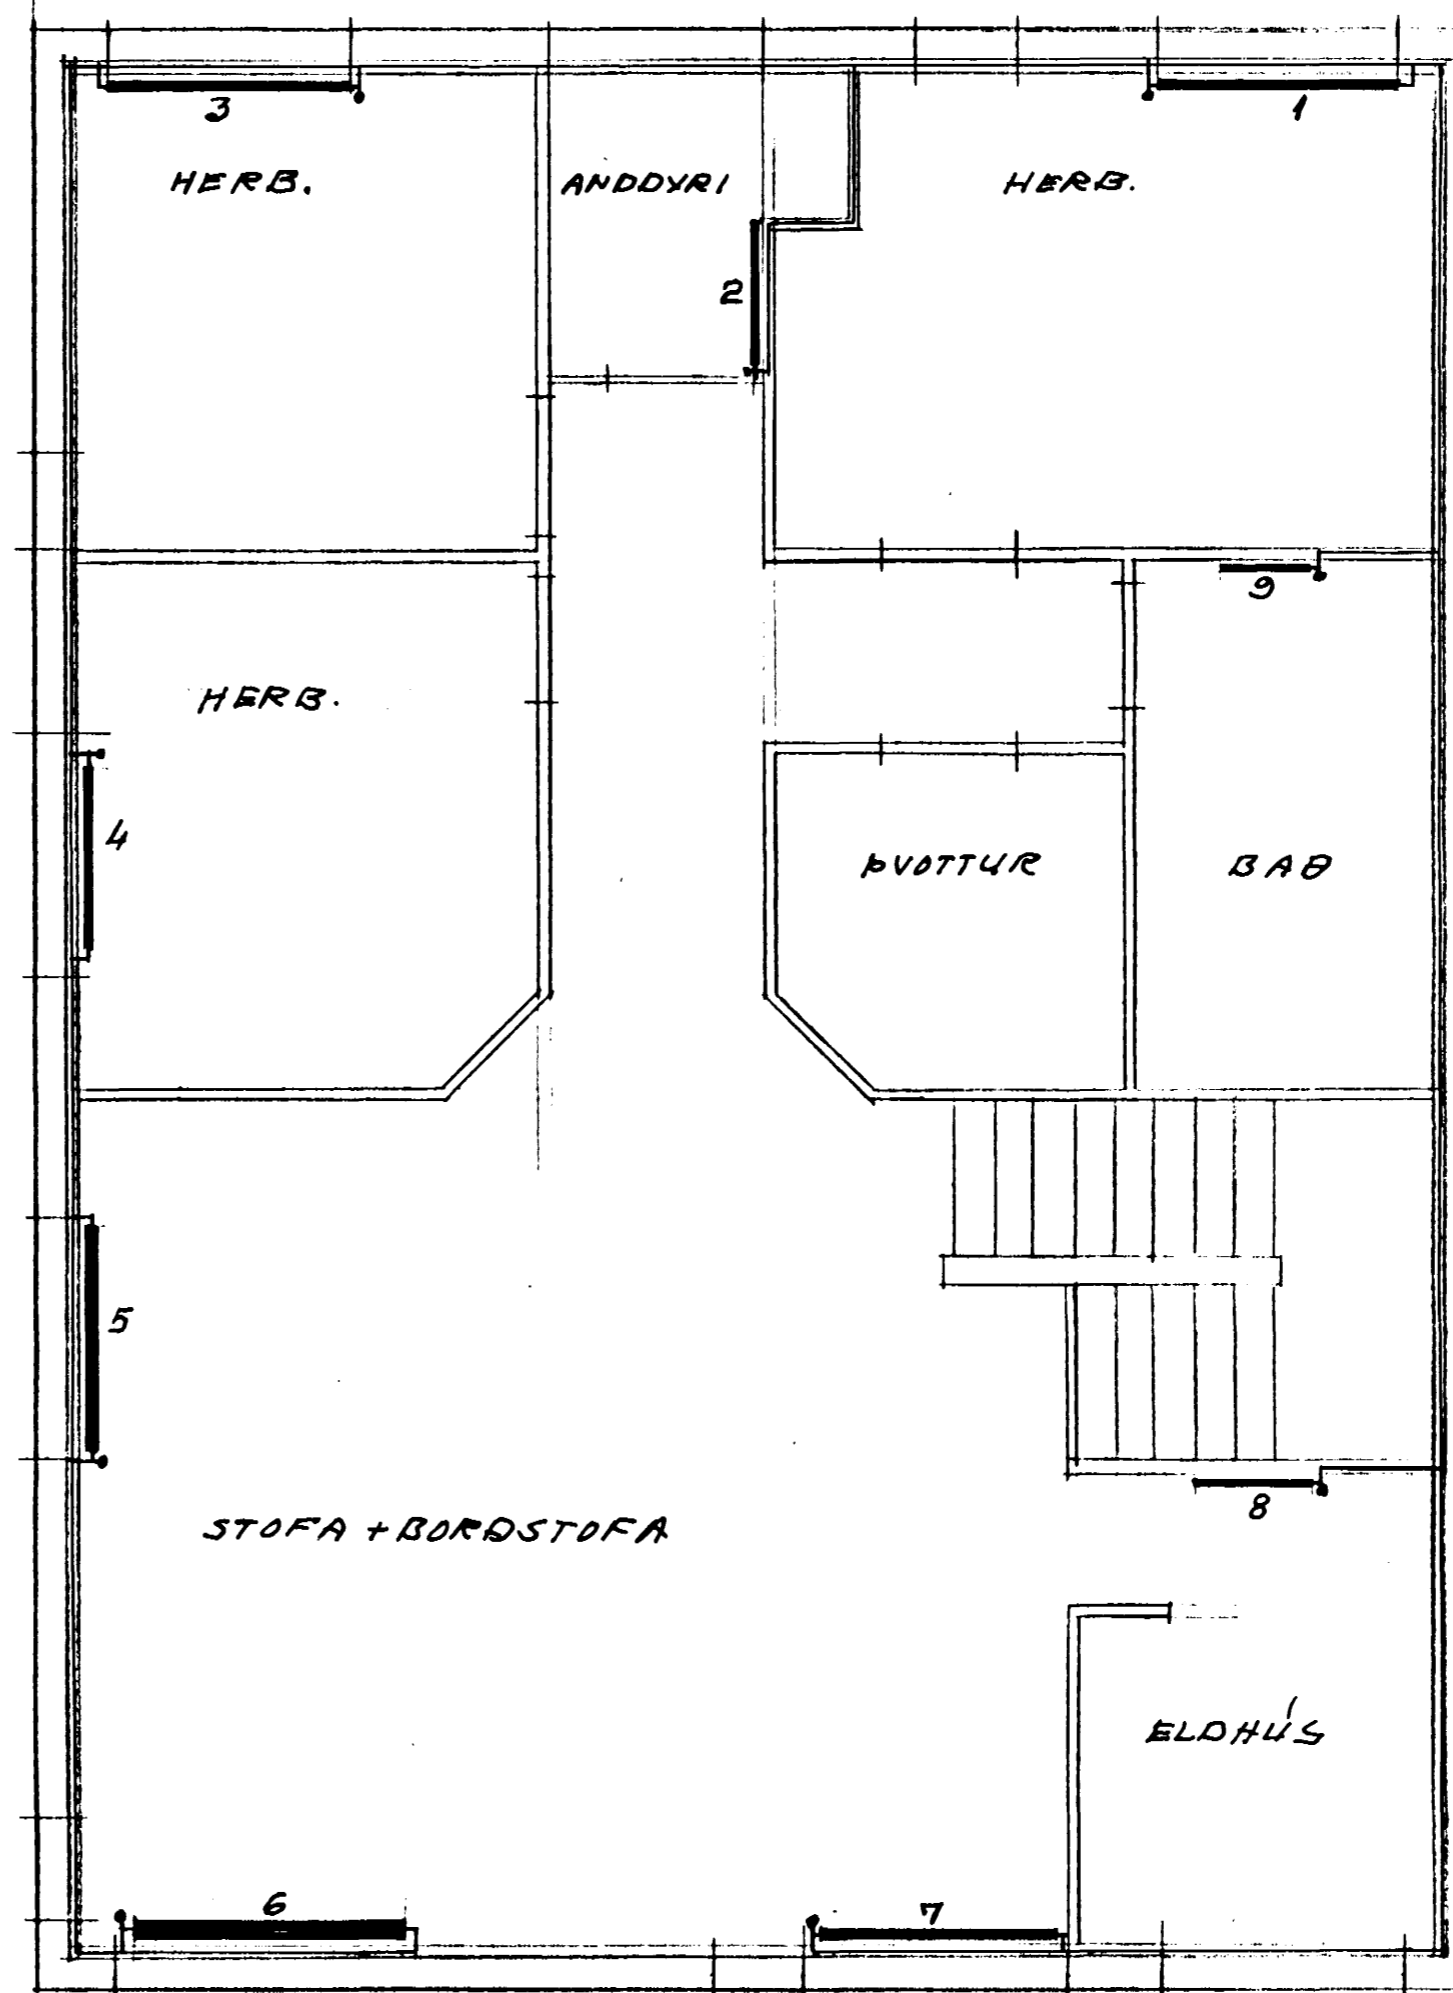 3
1
HERB.
ANDDYRI
HERB.
2
9
HERB.
4
ÞVOTTUR
BAÐ
5
8
STOFA + BORÐSTOFA
ELDHÚS
6
7